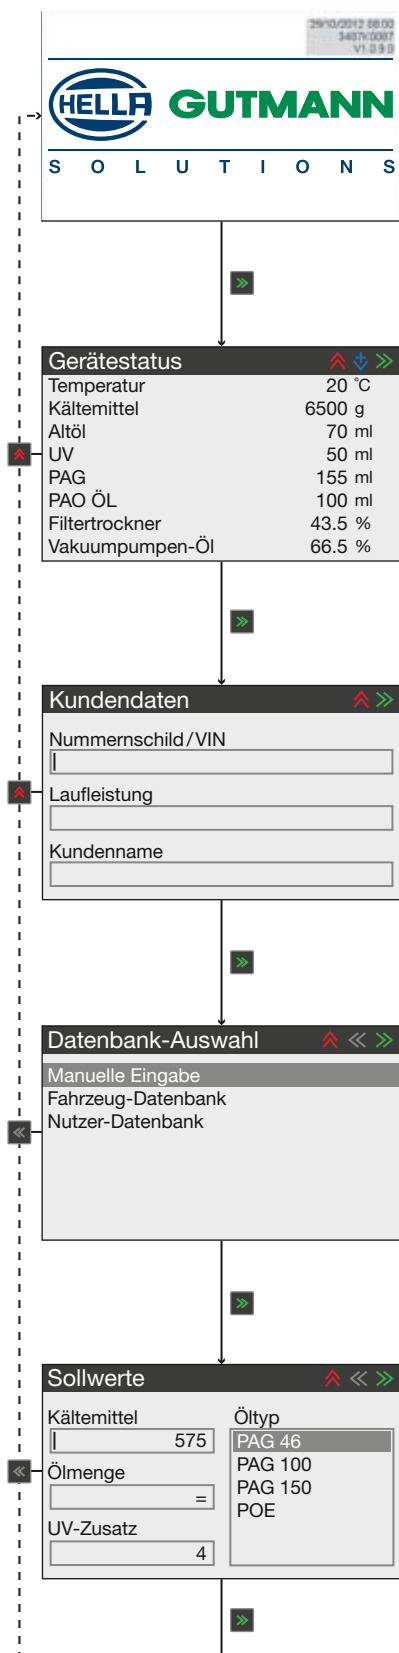 29/10/2012 08:00
V1.0.9.0
HELLA GUTMANN
SOLUTIONS
Gerätestatus
Temperatur 20 °C
Kältemittel 6500 g
Altöl 70 ml
UV 50 ml
PAG 155 ml
PAO ÖL 100 ml
Filtertrockner 43.5 %
Vakuumpumpen-Öl 66.5 %
Kundendaten
Nummernschild/VIN
Laufleistung
Kundenname
Datenbank-Auswahl
Manuelle Eingabe
Fahrzeug-Datenbank
Nutzer-Datenbank
Sollwerte
Kältemittel
575
Ölmenge
=
UV-Zusatz
4
Öltyp
PAG 46
PAG 100
PAG 150
POE